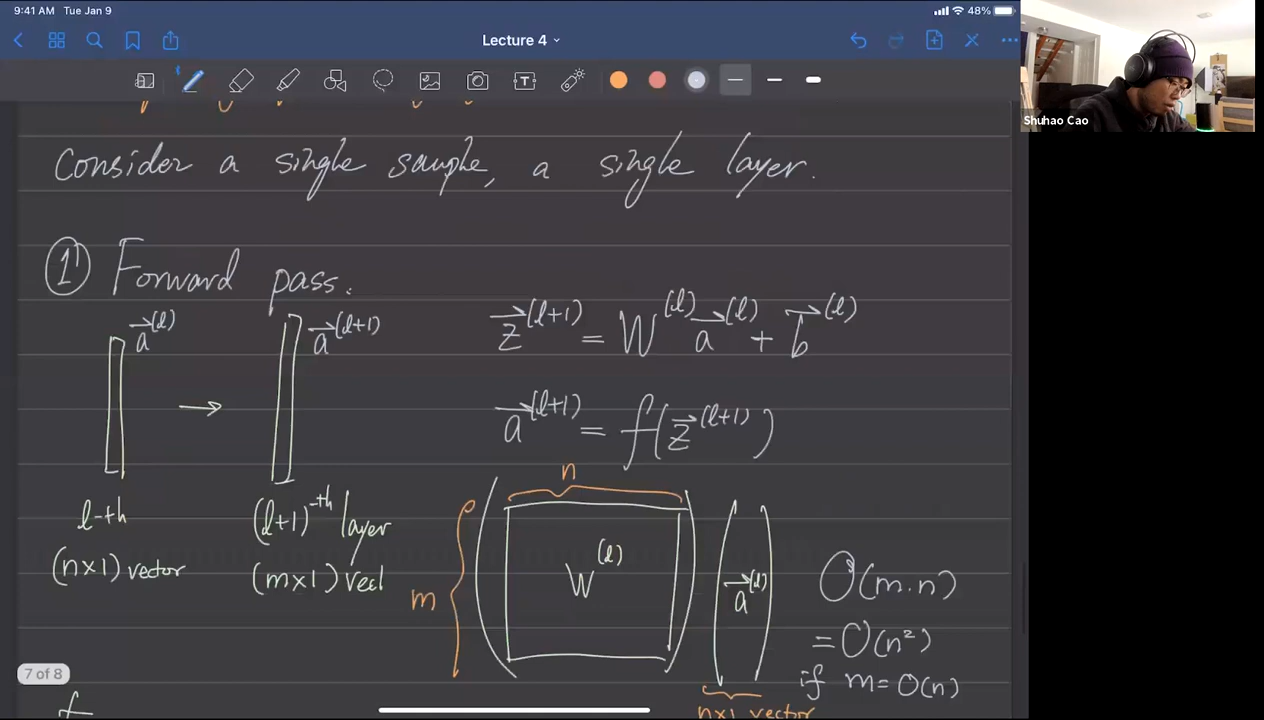 9:41 AM Tue Jan 9
48%
Lecture 4
Shuhao Cao
Consider a single sample, a single layer.
① Forward pass.
a⃗^(l) → a⃗^(l+1)
z⃗^(l+1) = W^(l) a⃗^(l) + b⃗^(l)
a⃗^(l+1) = f(z⃗^(l+1))
l-th
(n×1) vector
(l+1)^-th layer
(m×1) vect
n
m
W^(l)
a⃗^(l)
n×1 vector
O(m·n)
= O(n²)
if m = O(n)
7 of 8